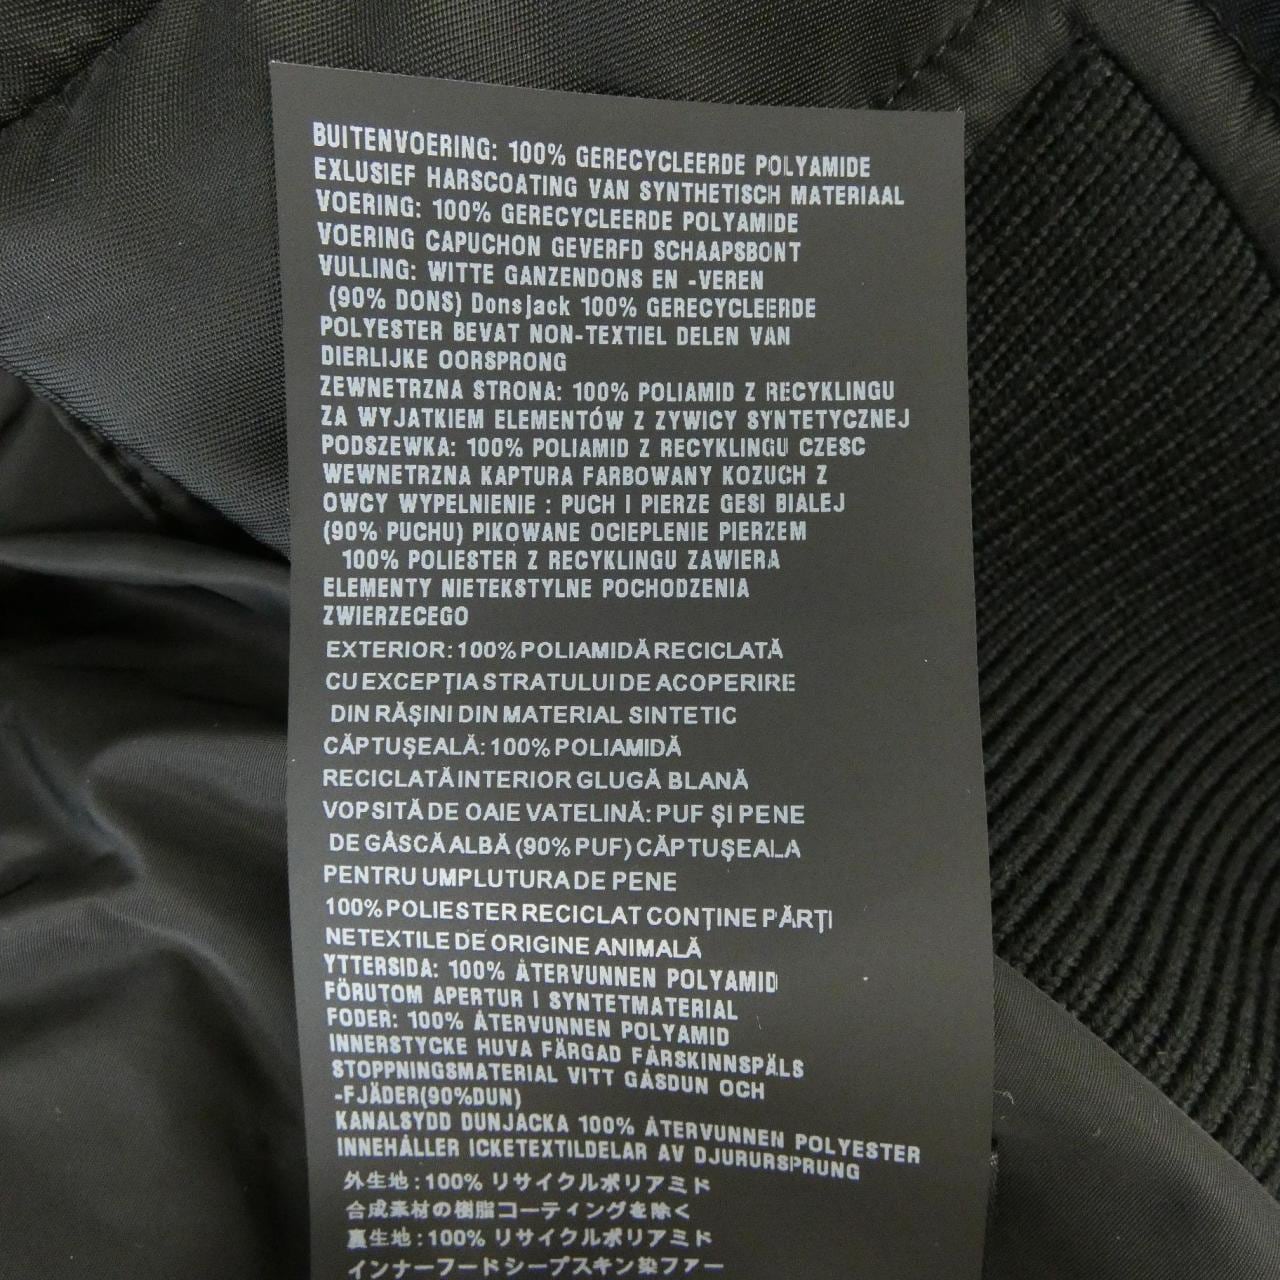 BUITENVOERING: 100% GERECYCLEERDE POLYAMIDE
EXLUSIEF HARSCOATING VAN SYNTHETISCH MATERIAAL
VOERING: 100% GERECYCLEERDE POLYAMIDE
VOERING CAPUCHON GEVERFD SCHAAPSBONT
VULLING: WITTE GANZENDONS EN -VEREN
(90% DONS) Donsjack 100% GERECYCLEERDE
POLYESTER BEVAT NON-TEXTIEL DELEN VAN
DIERLIJKE OORSPRONG
ZEWNETRZNA STRONA: 100% POLIAMID Z RECYKLINGU
ZA WYJATKIEM ELEMENTÓW Z ZYWICY SYNTETYCZNEJ
PODSZEWKA: 100% POLIAMID Z RECYKLINGU CZESC
WEWNETRZNA KAPTURA FARBOWANY KOZUCH Z
OWCY WYPELNIENIE : PUCH I PIERZE GESI BIALEJ
(90% PUCHU) PIKOWANE OCIEPLENIE PIERZEM
100% POLIESTER Z RECYKLINGU ZAWIERA
ELEMENTY NIETEKSTYLNE POCHODZENIA
ZWIERZECEGO
EXTERIOR: 100% POLIAMIDĂ RECICLATĂ
CU EXCEPȚIA STRATULUI DE ACOPERIRE
DIN RĂȘINI DIN MATERIAL SINTETIC
CĂPTUȘEALĂ: 100% POLIAMIDĂ
RECICLATĂ INTERIOR GLUGĂ BLANĂ
VOPSITĂ DE OAIE VATELINĂ: PUF ȘI PENE
DE GÂSCĂ ALBĂ (90% PUF) CĂPTUȘEALA
PENTRU UMPLUTURA DE PENE
100% POLIESTER RECICLAT CONȚINE PĂRȚI
NETEXTILE DE ORIGINE ANIMALĂ
YTTERSIDA: 100% ÅTERVUNNEN POLYAMID
FÖRUTOM APERTUR I SYNTETMATERIAL
FODER: 100% ÅTERVUNNEN POLYAMID
INNERSTYCKE HUVA FÄRGAD FÅRSKINNSPÄLS
STOPPNINGSMATERIAL VITT GÅSDUN OCH
-FJÄDER(90%DUN)
KANALSYDD DUNJACKA 100% ÅTERVUNNEN POLYESTER
INNEHÅLLER ICKETEXTILDELAR AV DJURURSPRUNG
外生地:100% リサイクルポリアミド
合成素材の樹脂コーティングを除く
裏生地:100% リサイクルポリアミド
インナーフードシープスキン染ファー